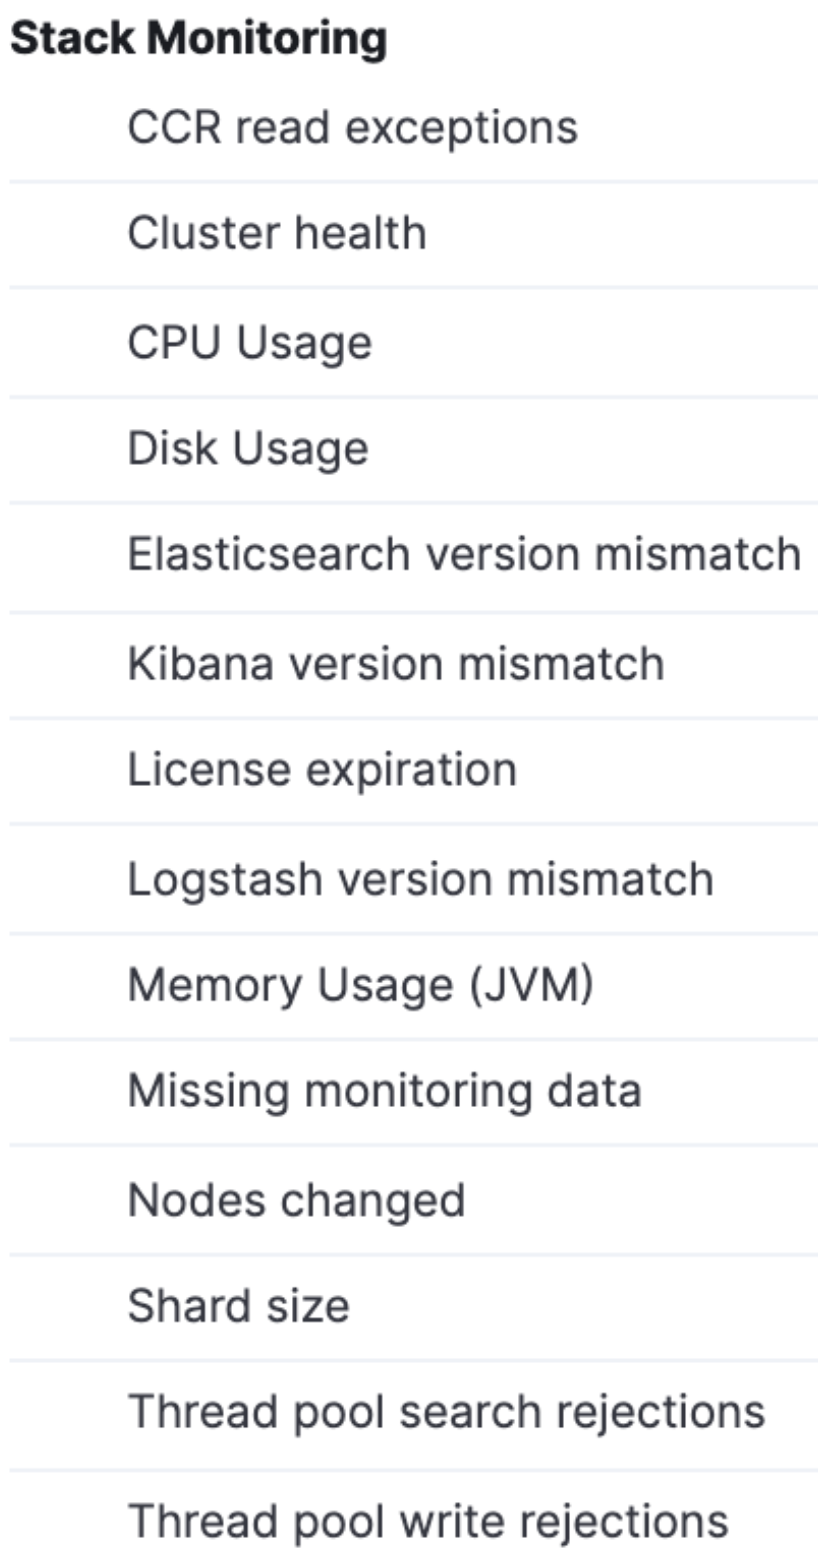 Stack Monitoring
CCR read exceptions
Cluster health
CPU Usage
Disk Usage
Elasticsearch version mismatch
Kibana version mismatch
License expiration
Logstash version mismatch
Memory Usage (JVM)
Missing monitoring data
Nodes changed
Shard size
Thread pool search rejections
Thread pool write rejections